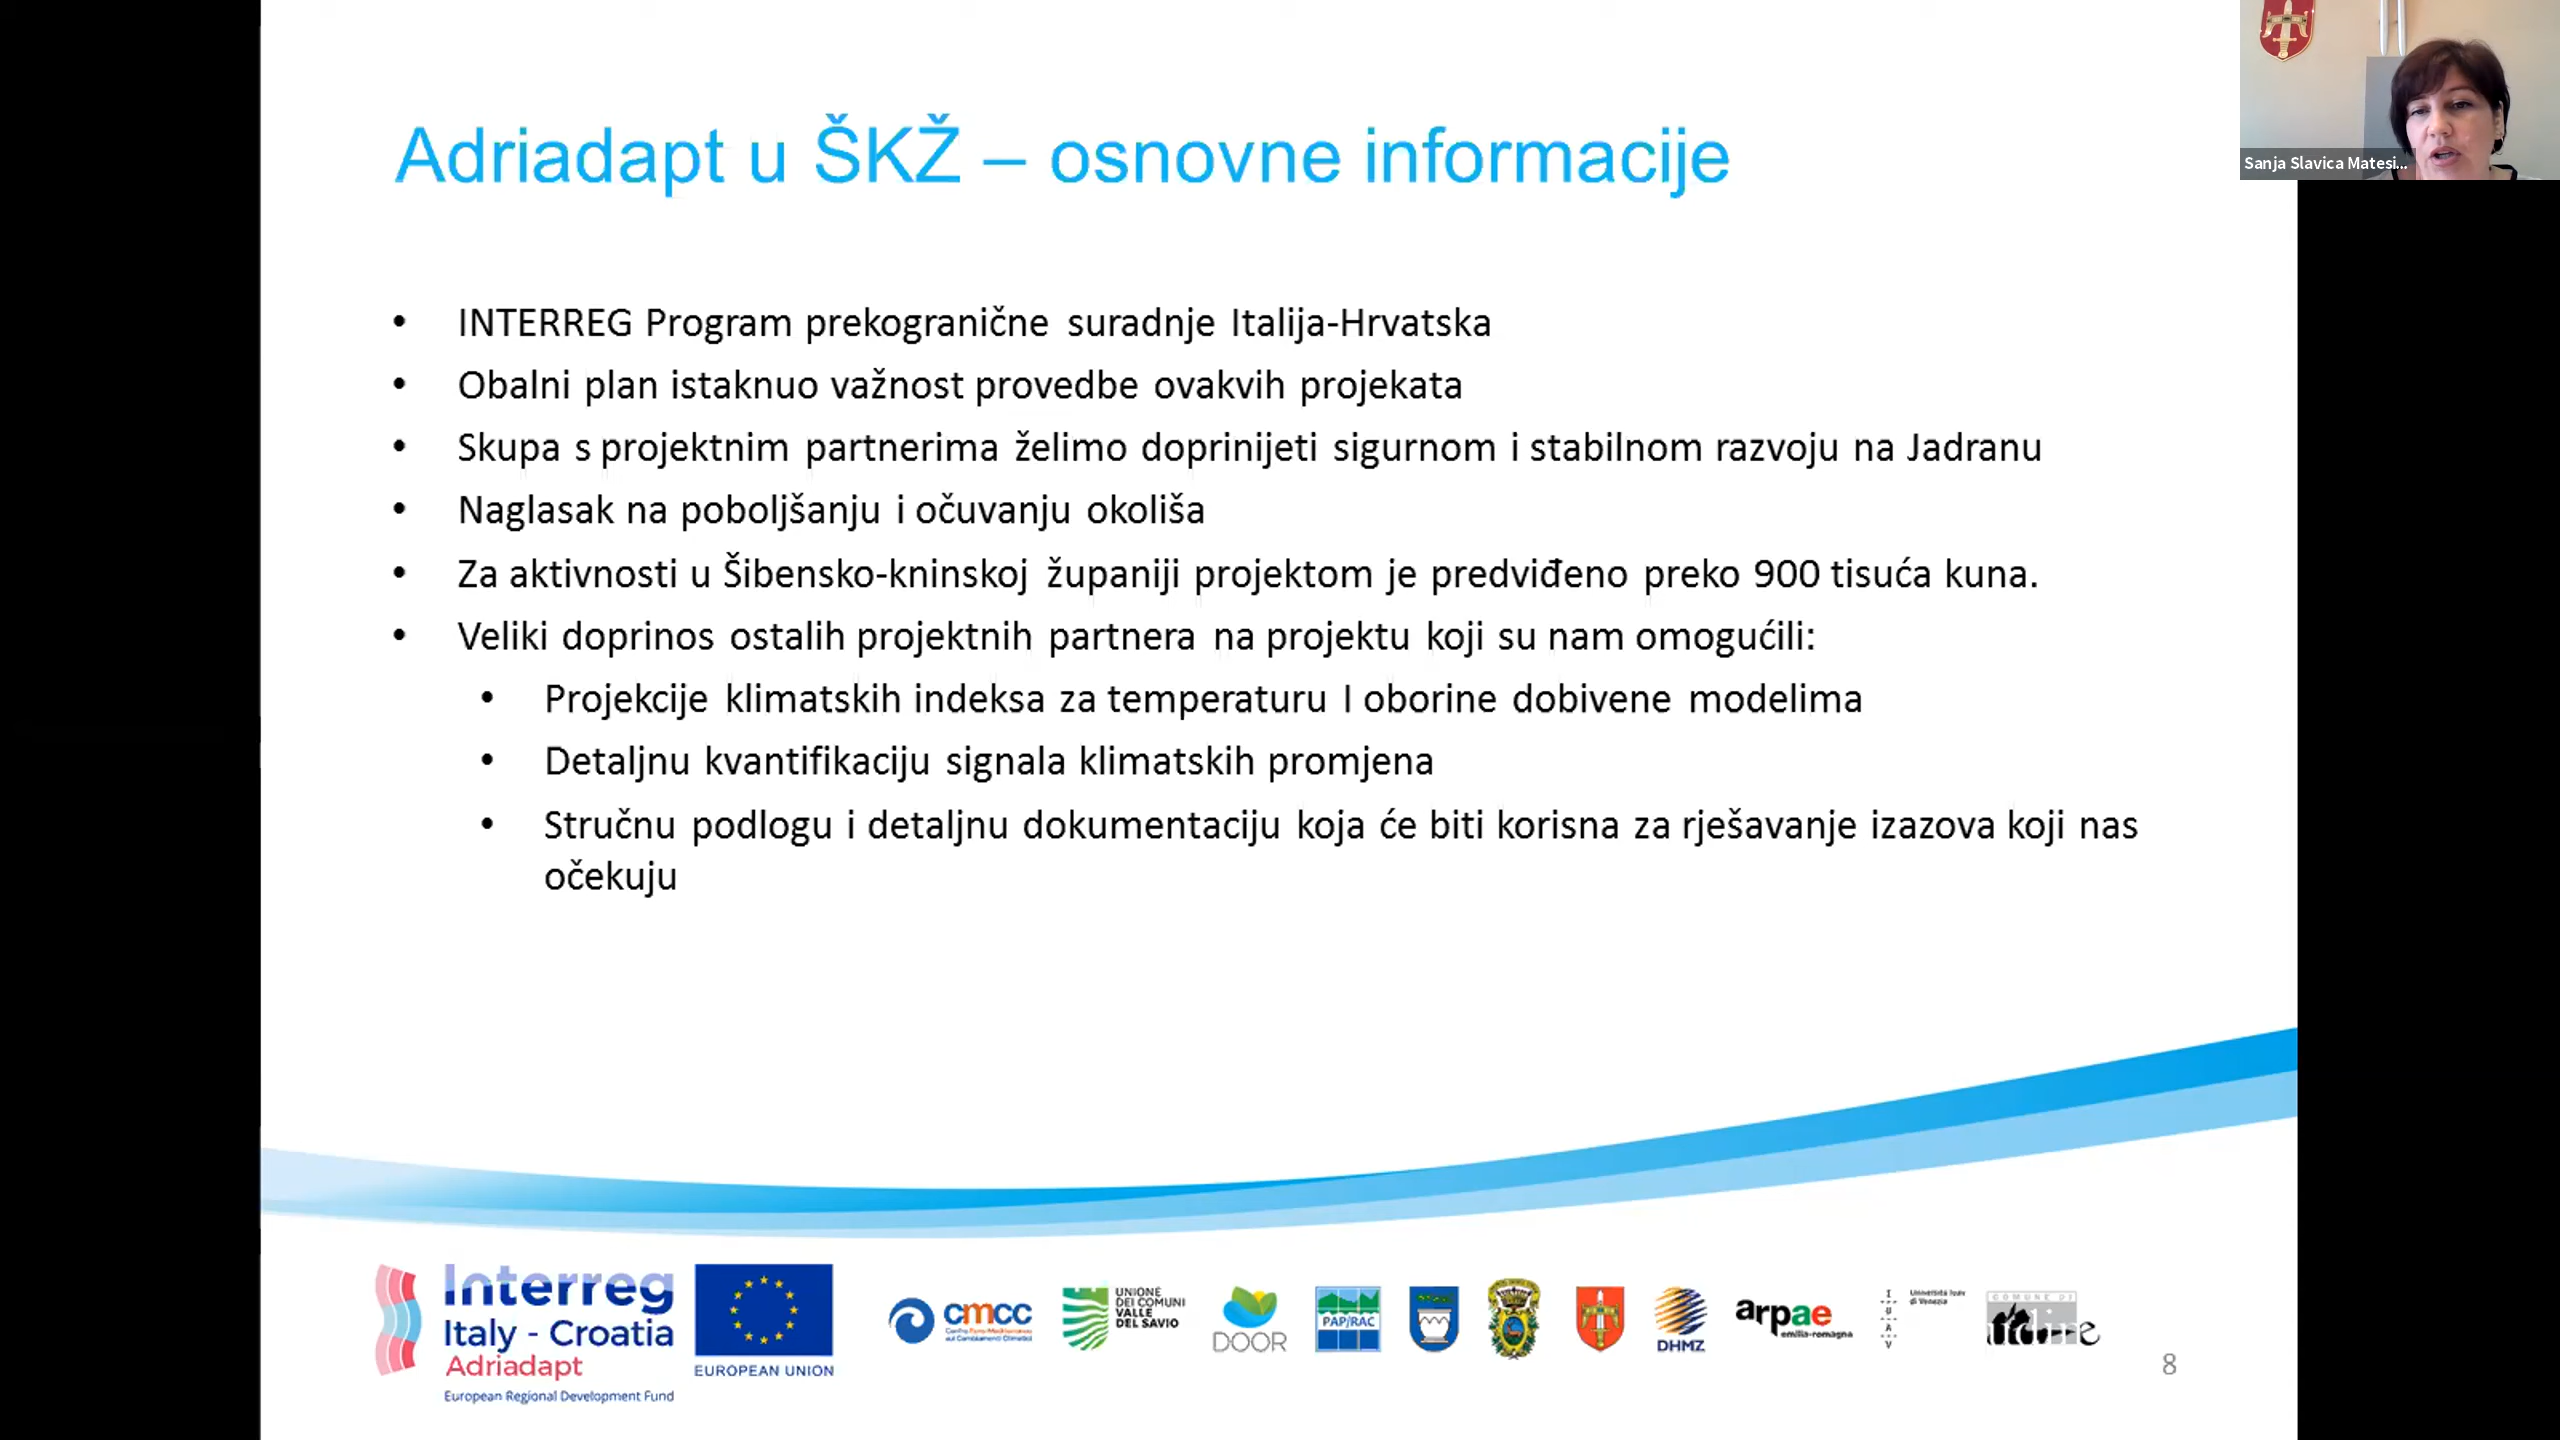 Adriadapt u ŠKŽ – osnovne informacije
Sanja Slavica Matesi...
• INTERREG Program prekogranične suradnje Italija-Hrvatska
• Obalni plan istaknuo važnost provedbe ovakvih projekata
• Skupa s projektnim partnerima želimo doprinijeti sigurnom i stabilnom razvoju na Jadranu
• Naglasak na poboljšanju i očuvanju okoliša
• Za aktivnosti u Šibensko-kninskoj županiji projektom je predviđeno preko 900 tisuća kuna.
• Veliki doprinos ostalih projektnih partnera na projektu koji su nam omogućili:
• Projekcije klimatskih indeksa za temperaturu I oborine dobivene modelima
• Detaljnu kvantifikaciju signala klimatskih promjena
• Stručnu podlogu i detaljnu dokumentaciju koja će biti korisna za rješavanje izazova koji nas
očekuju
Interreg
Italy - Croatia
Adriadapt
European Regional Development Fund
EUROPEAN UNION
cmcc
UNIONE
DEI COMUNI
VALLE
DEL SAVIO
DOOR
PAP/RAC
DHMZ
arpae
emilia-romagna
I
U
A
V
Università Iuav
di Venezia
COMUNE DI
8